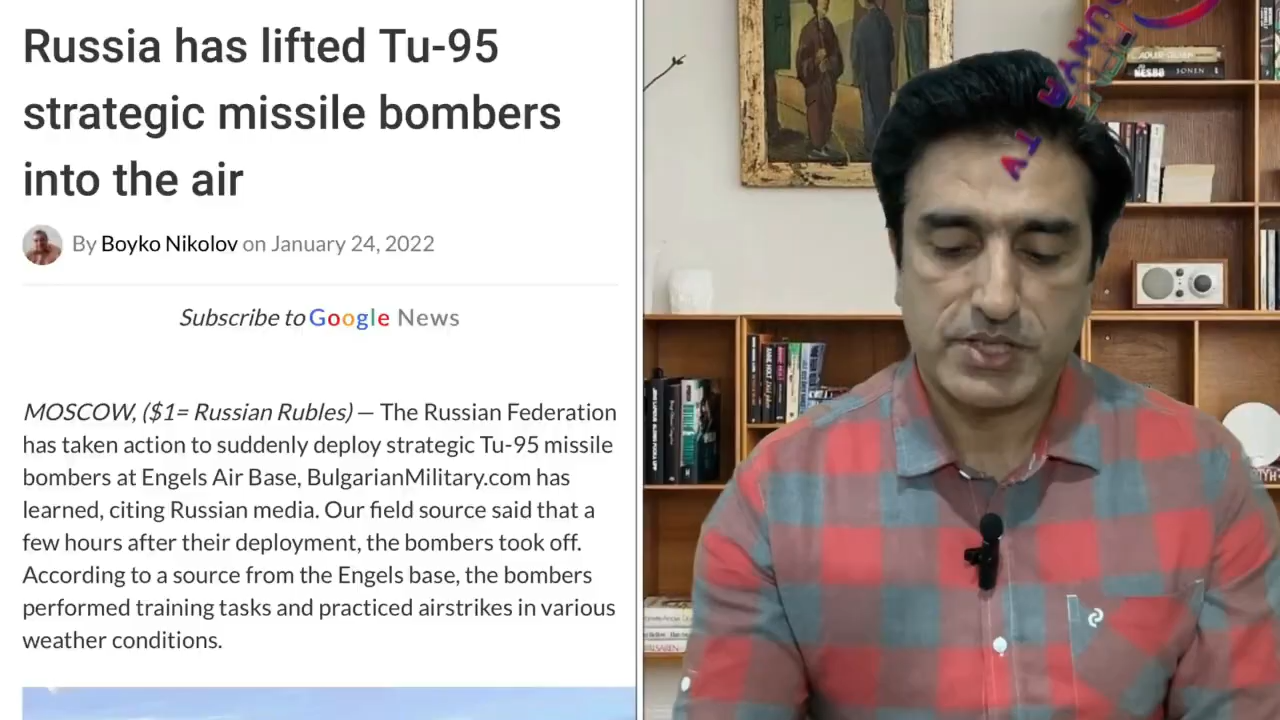 Russia has lifted Tu-95
strategic missile bombers
into the air
By Boyko Nikolov on January 24, 2022
Subscribe to Google News
MOSCOW, ($1= Russian Rubles) — The Russian Federation
has taken action to suddenly deploy strategic Tu-95 missile
bombers at Engels Air Base, BulgarianMilitary.com has
learned, citing Russian media. Our field source said that a
few hours after their deployment, the bombers took off.
According to a source from the Engels base, the bombers
performed training tasks and practiced airstrikes in various
weather conditions.
DUNYA
TV
NESBØ
JONEN